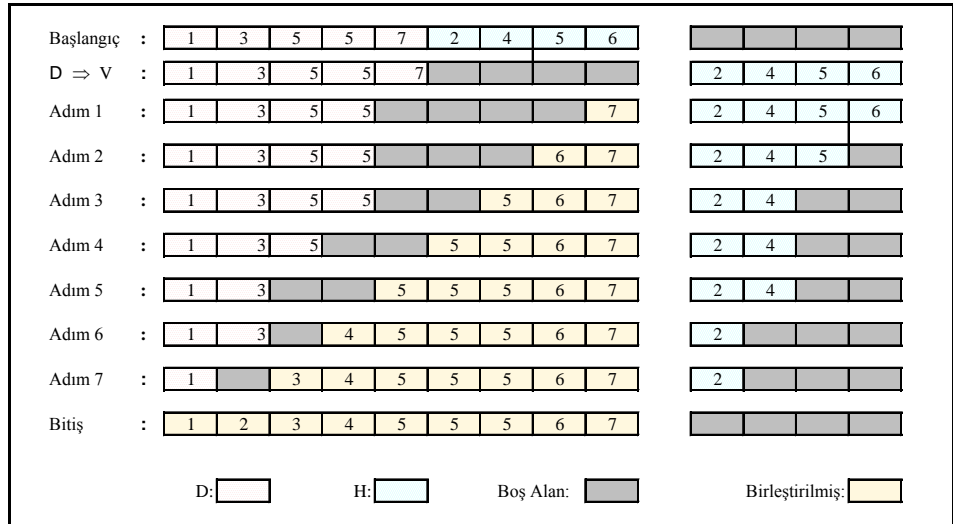 Başlangıç : 1 3 5 5 7 2 4 5 6
D ⇒ V : 1 3 5 5 7 2 4 5 6
Adım 1 : 1 3 5 5 7 2 4 5 6
Adım 2 : 1 3 5 5 6 7 2 4 5
Adım 3 : 1 3 5 5 5 6 7 2 4
Adım 4 : 1 3 5 5 5 6 7 2 4
Adım 5 : 1 3 5 5 5 6 7 2 4
Adım 6 : 1 3 4 5 5 5 6 7 2
Adım 7 : 1 3 4 5 5 5 6 7 2
Bitiş : 1 2 3 4 5 5 5 6 7
D: H: Boş Alan: Birleştirilmiş: